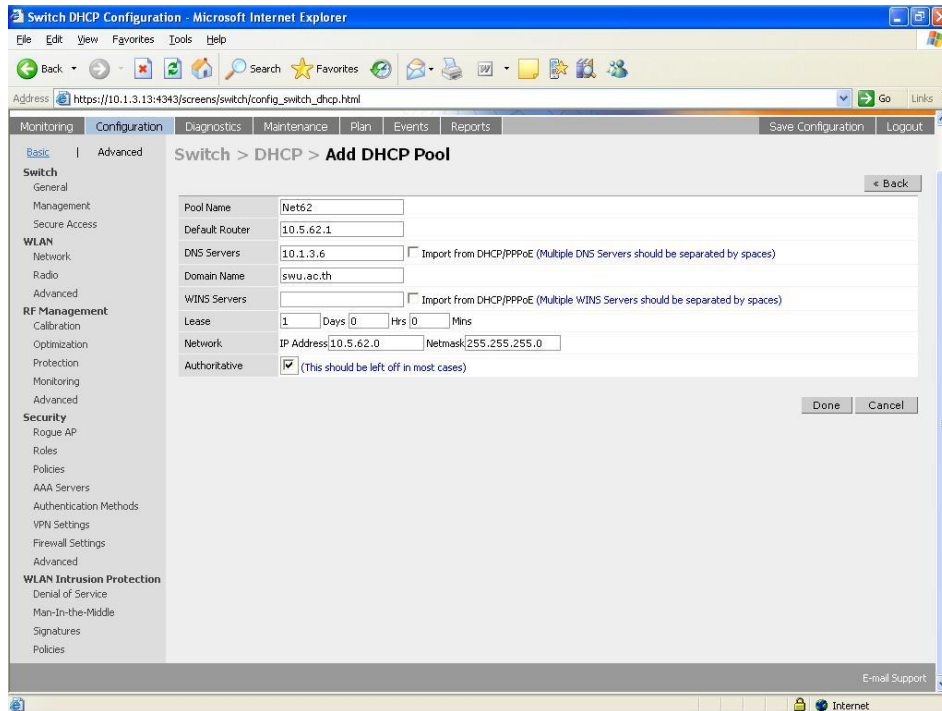 Switch DHCP Configuration - Microsoft Internet Explorer
File Edit View Favorites Tools Help
Back Search Favorites
Address https://10.1.3.13:4343/screens/switch/config_switch_dhcp.html Go Links
Monitoring Configuration Diagnostics Maintenance Plan Events Reports Save Configuration Logout
Basic | Advanced
Switch > DHCP > Add DHCP Pool
« Back
Switch
General
Management
Secure Access
WLAN
Network
Radio
Advanced
RF Management
Calibration
Optimization
Protection
Monitoring
Advanced
Security
Rogue AP
Roles
Policies
AAA Servers
Authentication Methods
VPN Settings
Firewall Settings
Advanced
WLAN Intrusion Protection
Denial of Service
Man-In-the-Middle
Signatures
Policies
Pool Name Net62
Default Router 10.5.62.1
DNS Servers 10.1.3.6 Import from DHCP/PPPoE (Multiple DNS Servers should be separated by spaces)
Domain Name swu.ac.th
WINS Servers Import from DHCP/PPPoE (Multiple WINS Servers should be separated by spaces)
Lease 1 Days 0 Hrs 0 Mins
Network IP Address 10.5.62.0 Netmask 255.255.255.0
Authoritative (This should be left off in most cases)
Done Cancel
E-mail Support
Internet